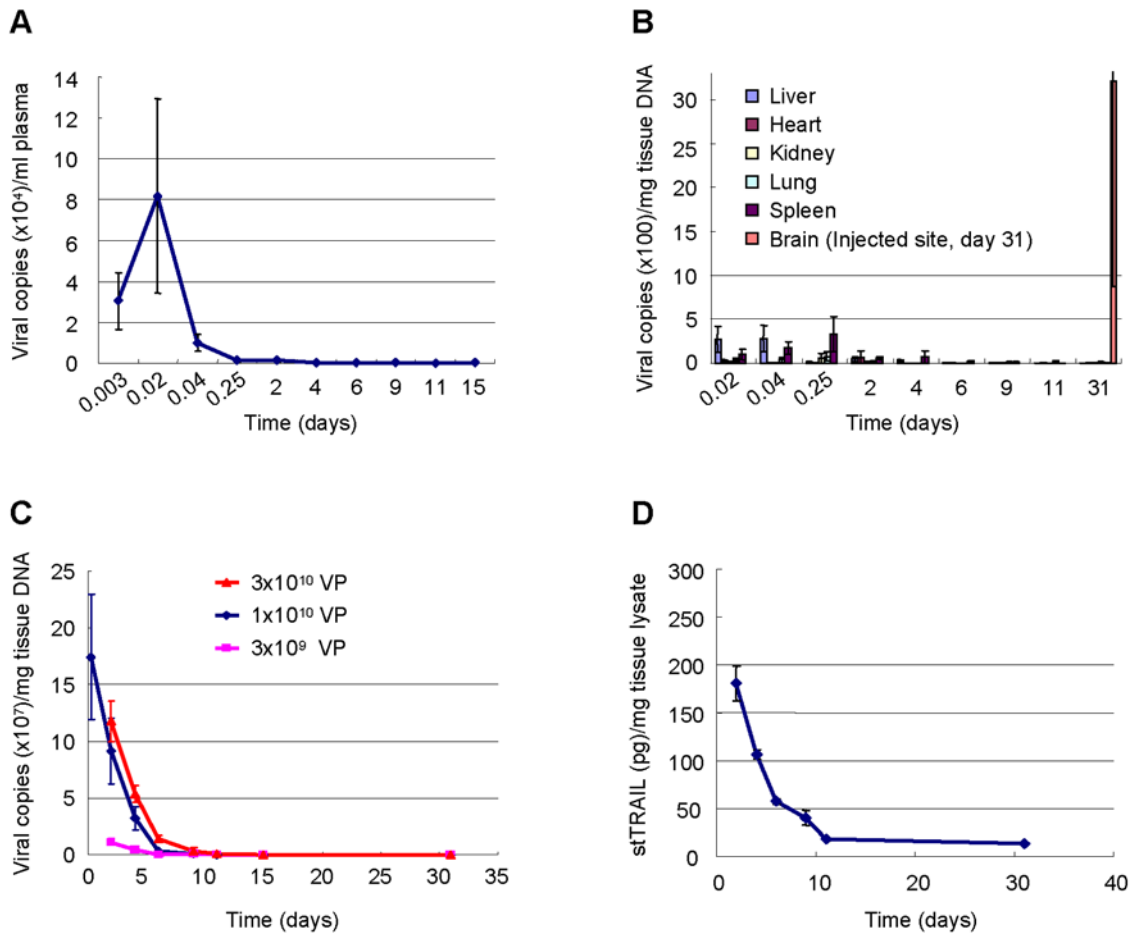 A
Viral copies (x10⁴)/ml plasma
14
12
10
8
6
4
2
0
0.003 0.02 0.04 0.25 2 4 6 9 11 15
Time (days)
B
Viral copies (x100)/mg tissue DNA
30
25
20
15
10
5
0
Liver
Heart
Kidney
Lung
Spleen
Brain (Injected site, day 31)
0.02 0.04 0.25 2 4 6 9 11 31
Time (days)
C
Viral copies (x10⁷)/mg tissue DNA
25
20
15
10
5
0
3x10¹⁰ VP
1x10¹⁰ VP
3x10⁹ VP
0 5 10 15 20 25 30 35
Time (days)
D
stTRAIL (pg)/mg tissue lysate
300
250
200
150
100
50
0
0 10 20 30 40
Time (days)